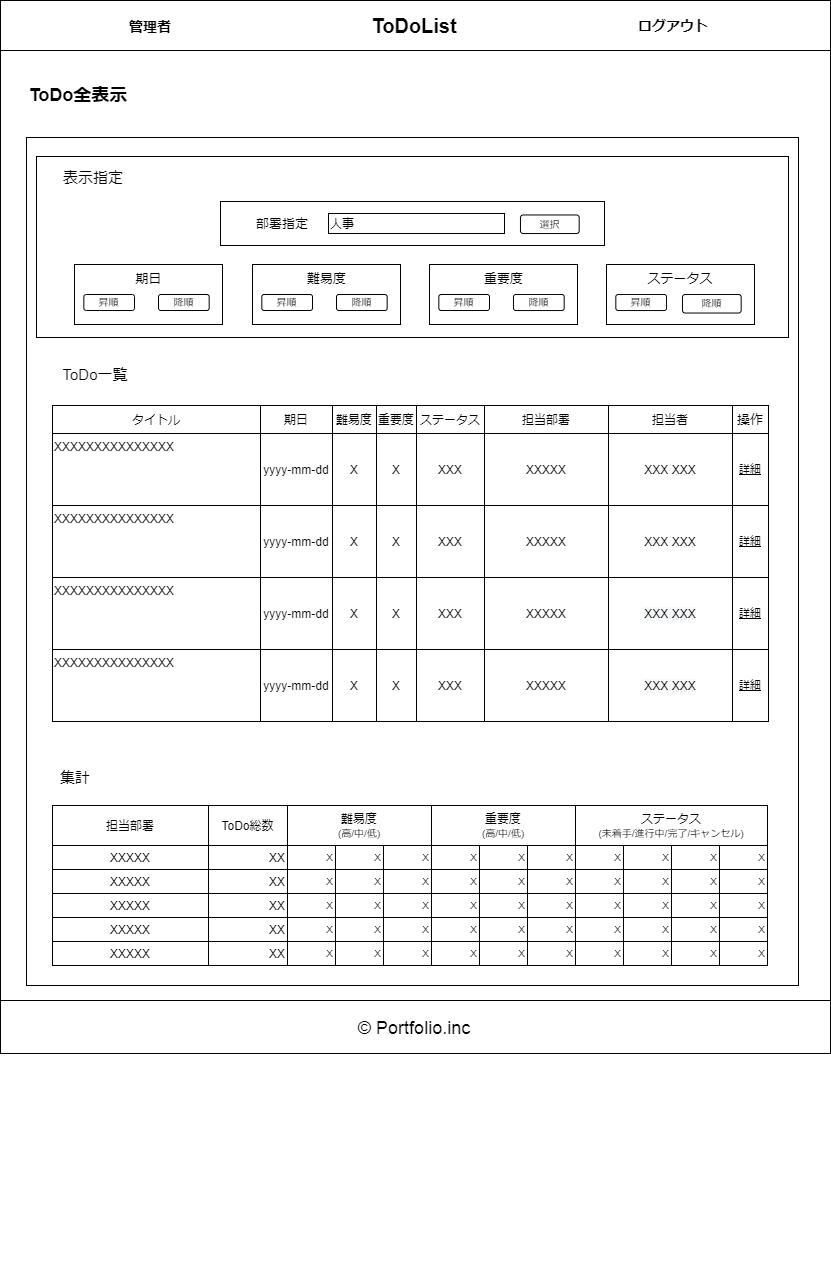 管理者 ToDoList ログアウト
ToDo全表示
表示指定
部署指定 人事 選択
期日 難易度 重要度 ステータス
昇順 降順 昇順 降順 昇順 降順 昇順 降順
ToDo一覧
タイトル 期日 難易度 重要度 ステータス 担当部署 担当者 操作
XXXXXXXXXXXXXXX
yyyy-mm-dd X X XXX XXXXX XXX XXX 詳細
XXXXXXXXXXXXXXX
yyyy-mm-dd X X XXX XXXXX XXX XXX 詳細
XXXXXXXXXXXXXXX
yyyy-mm-dd X X XXX XXXXX XXX XXX 詳細
XXXXXXXXXXXXXXX
yyyy-mm-dd X X XXX XXXXX XXX XXX 詳細
集計
担当部署 ToDo総数 難易度 重要度 ステータス
(高/中/低) (高/中/低) (未着手/進行中/完了/キャンセル)
XXXXX XX X X X X X X X X X X
XXXXX XX X X X X X X X X X X
XXXXX XX X X X X X X X X X X
XXXXX XX X X X X X X X X X X
XXXXX XX X X X X X X X X X X
© Portfolio.inc